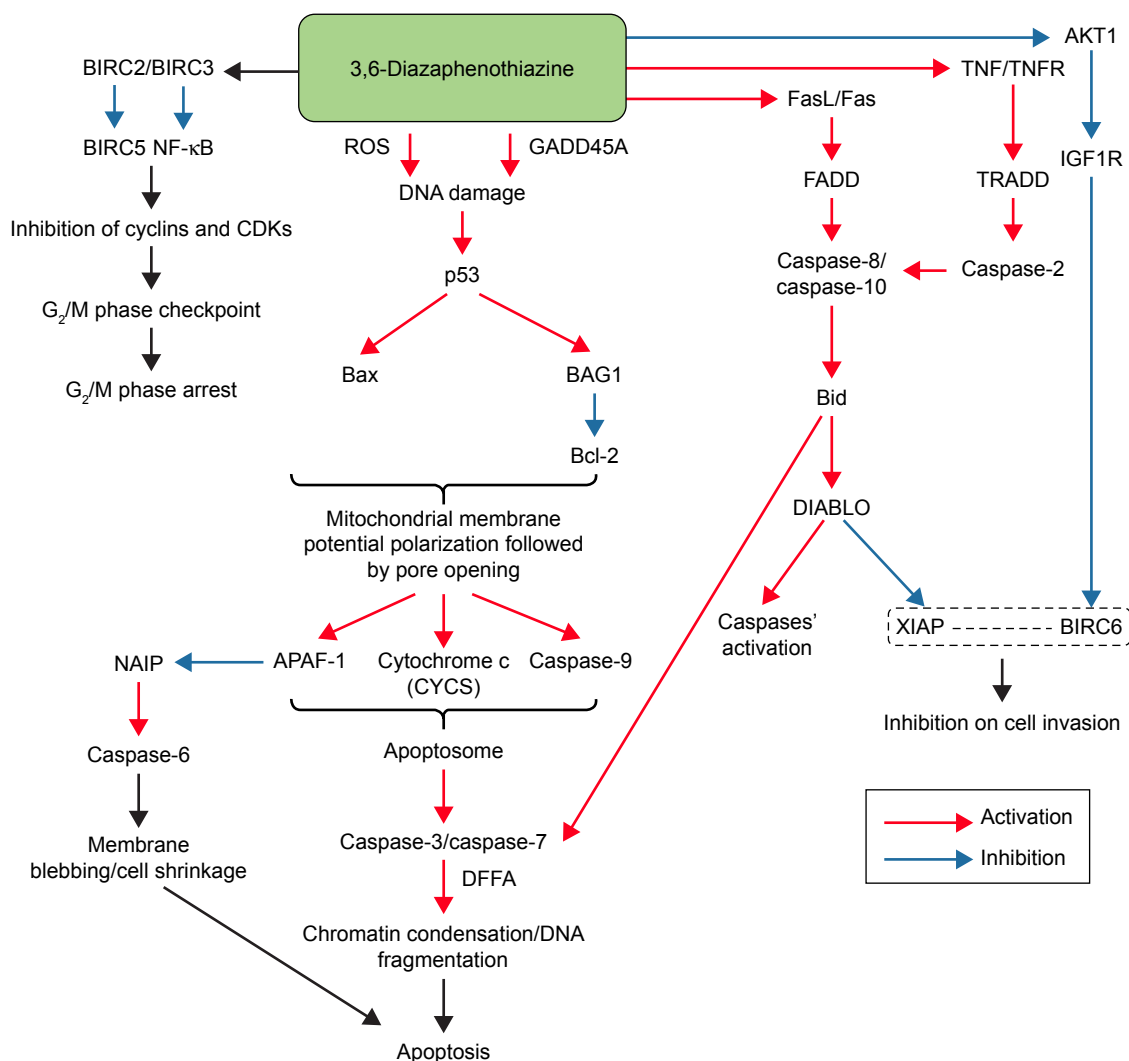 3,6-Diazaphenothiazine
AKT1
BIRC2/BIRC3
TNF/TNFR
FasL/Fas
ROS
GADD45A
BIRC5 NF-κB
IGF1R
DNA damage
FADD
TRADD
Inhibition of cyclins and CDKs
Caspase-8/
caspase-10
Caspase-2
p53
G₂/M phase checkpoint
Bax
BAG1
G₂/M phase arrest
Bid
Bcl-2
DIABLO
Mitochondrial membrane
potential polarization followed
by pore opening
Caspases’
activation
XIAP
BIRC6
NAIP
APAF-1
Cytochrome c
(CYCS)
Caspase-9
Inhibition on cell invasion
Caspase-6
Apoptosome
Activation
Inhibition
Caspase-3/caspase-7
Membrane
blebbing/cell shrinkage
DFFA
Chromatin condensation/DNA
fragmentation
Apoptosis